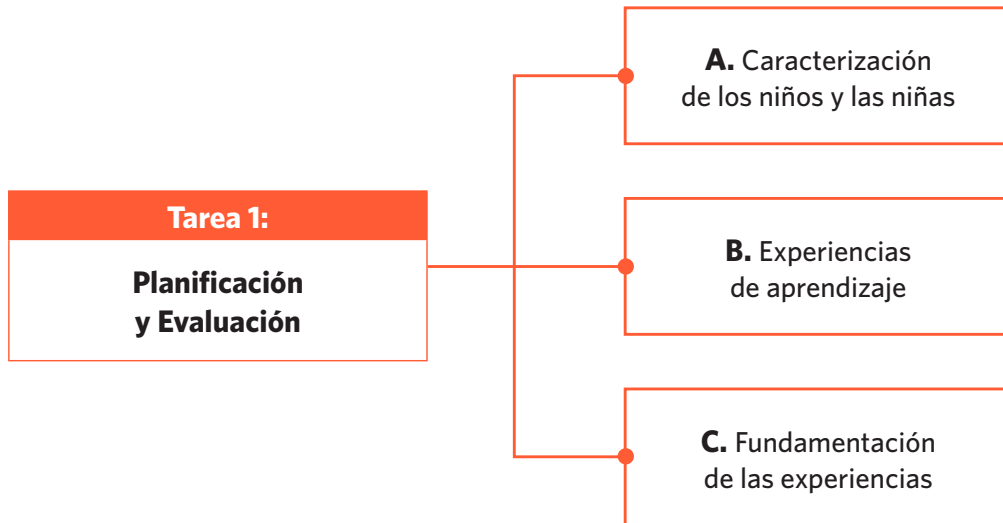 Tarea 1:
Planificación
y Evaluación
A. Caracterización
de los niños y las niñas
B. Experiencias
de aprendizaje
C. Fundamentación
de las experiencias